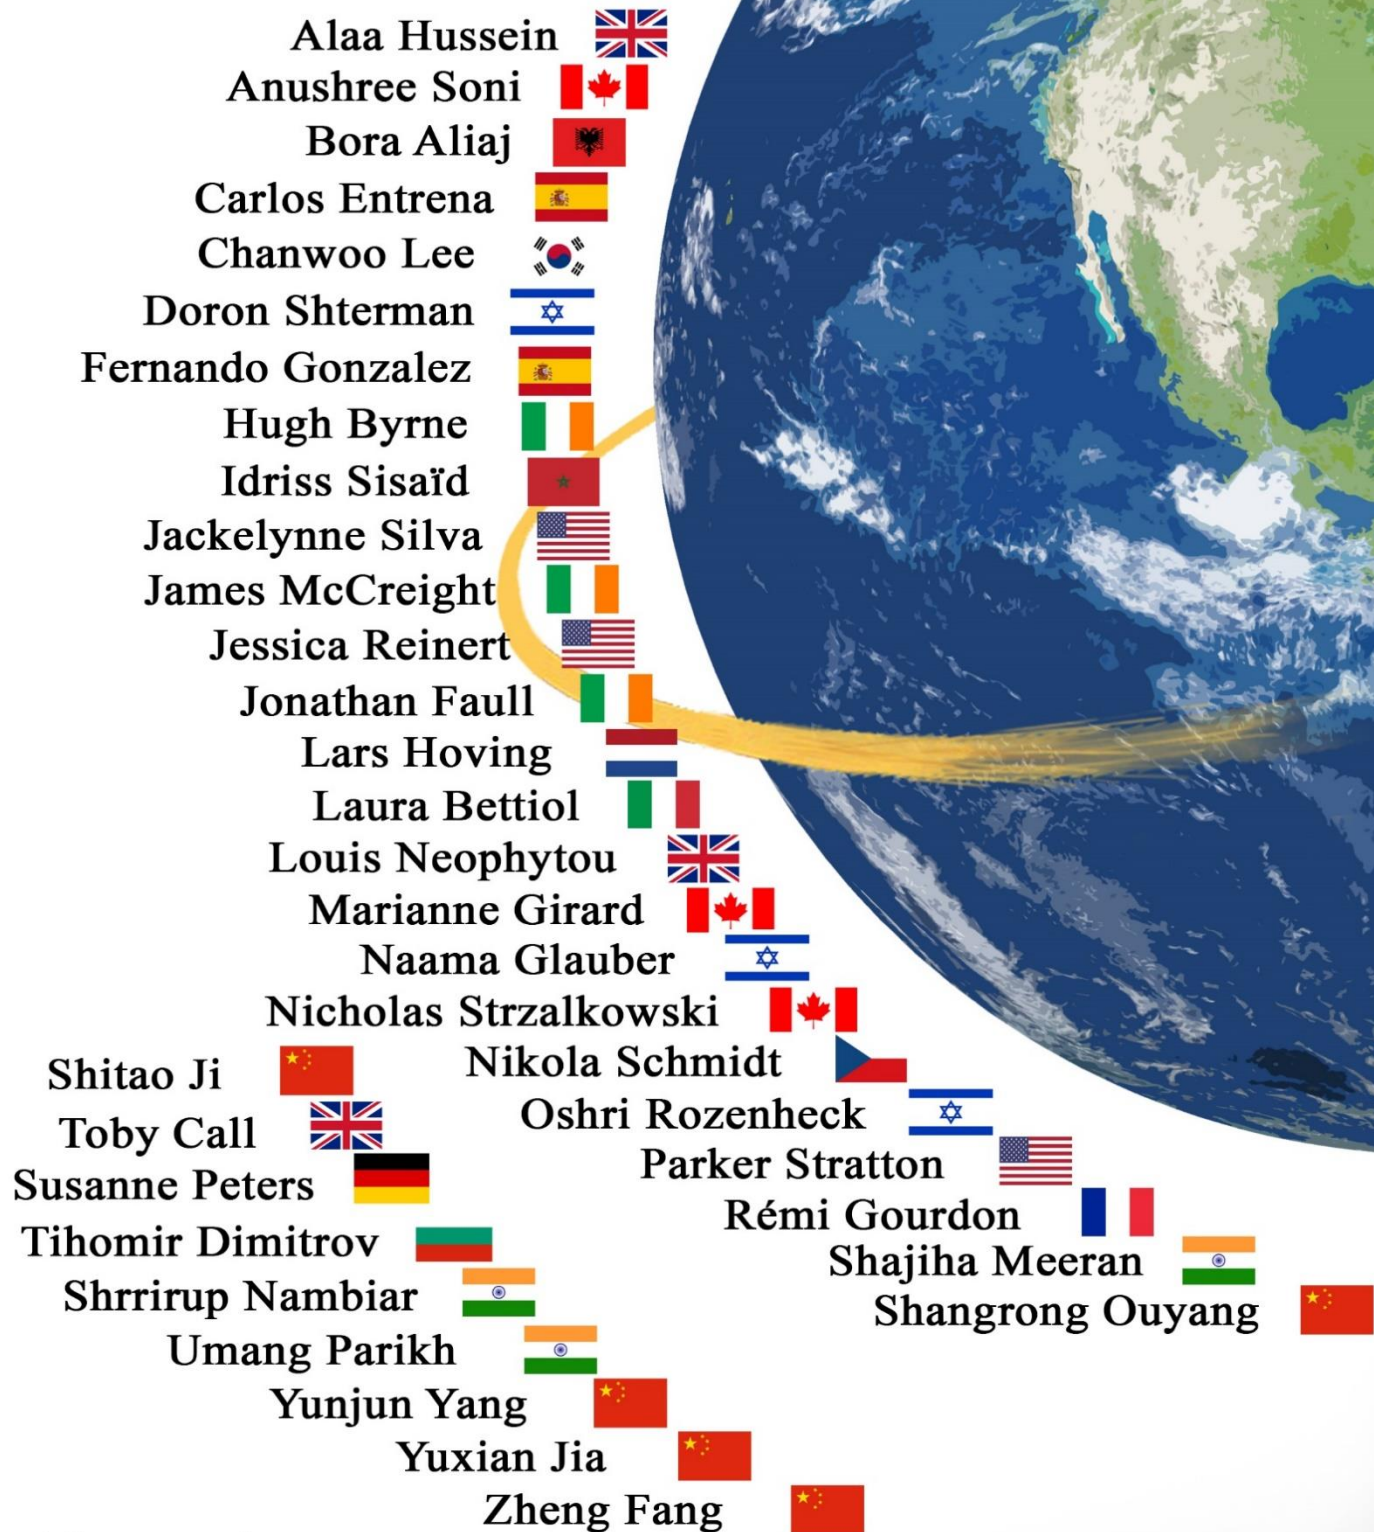 Alaa Hussein
Anushree Soni
Bora Aliaj
Carlos Entrena
Chanwoo Lee
Doron Shterman
Fernando Gonzalez
Hugh Byrne
Idriss Sisaïd
Jackelynne Silva
James McCreight
Jessica Reinert
Jonathan Faull
Lars Hoving
Laura Bettiol
Louis Neophytou
Marianne Girard
Naama Glauber
Nicholas Strzalkowski
Nikola Schmidt
Oshri Rozenheck
Parker Stratton
Rémi Gourdon
Shajiha Meeran
Shangrong Ouyang
Shitao Ji
Toby Call
Susanne Peters
Tihomir Dimitrov
Shrrirup Nambiar
Umang Parikh
Yunjun Yang
Yuxian Jia
Zheng Fang